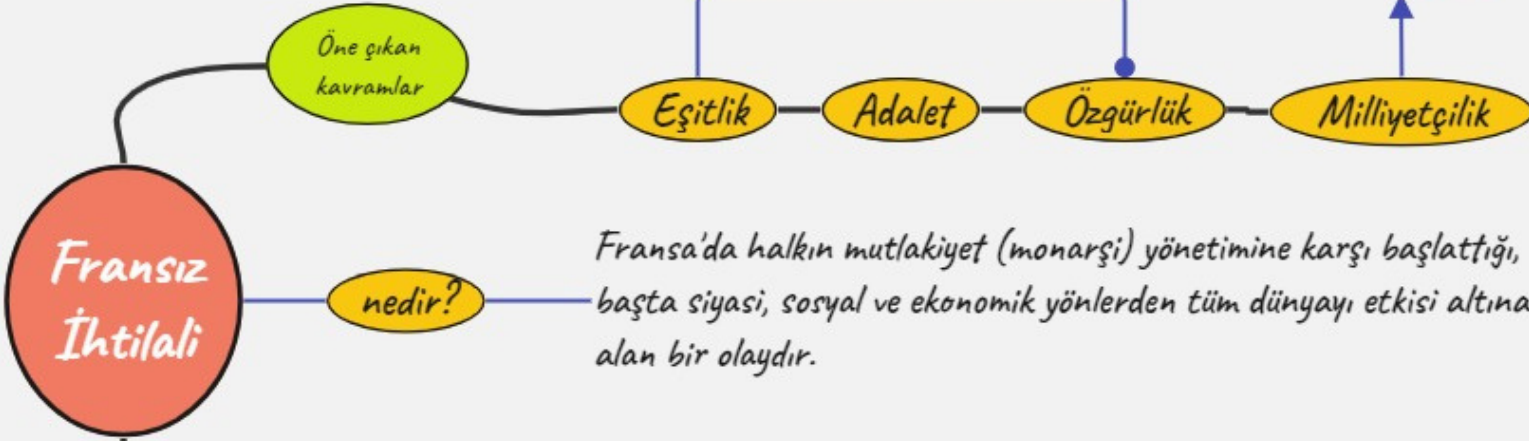 Öne çıkan
kavramlar
Eşitlik
Adalet
Özgürlük
Milliyetçilik
Fransız
İhtilali
nedir?
Fransa'da halkın mutlakiyet (monarşi) yönetimine karşı başlattığı,
başta siyasi, sosyal ve ekonomik yönlerden tüm dünyayı etkisi altına
alan bir olaydır.